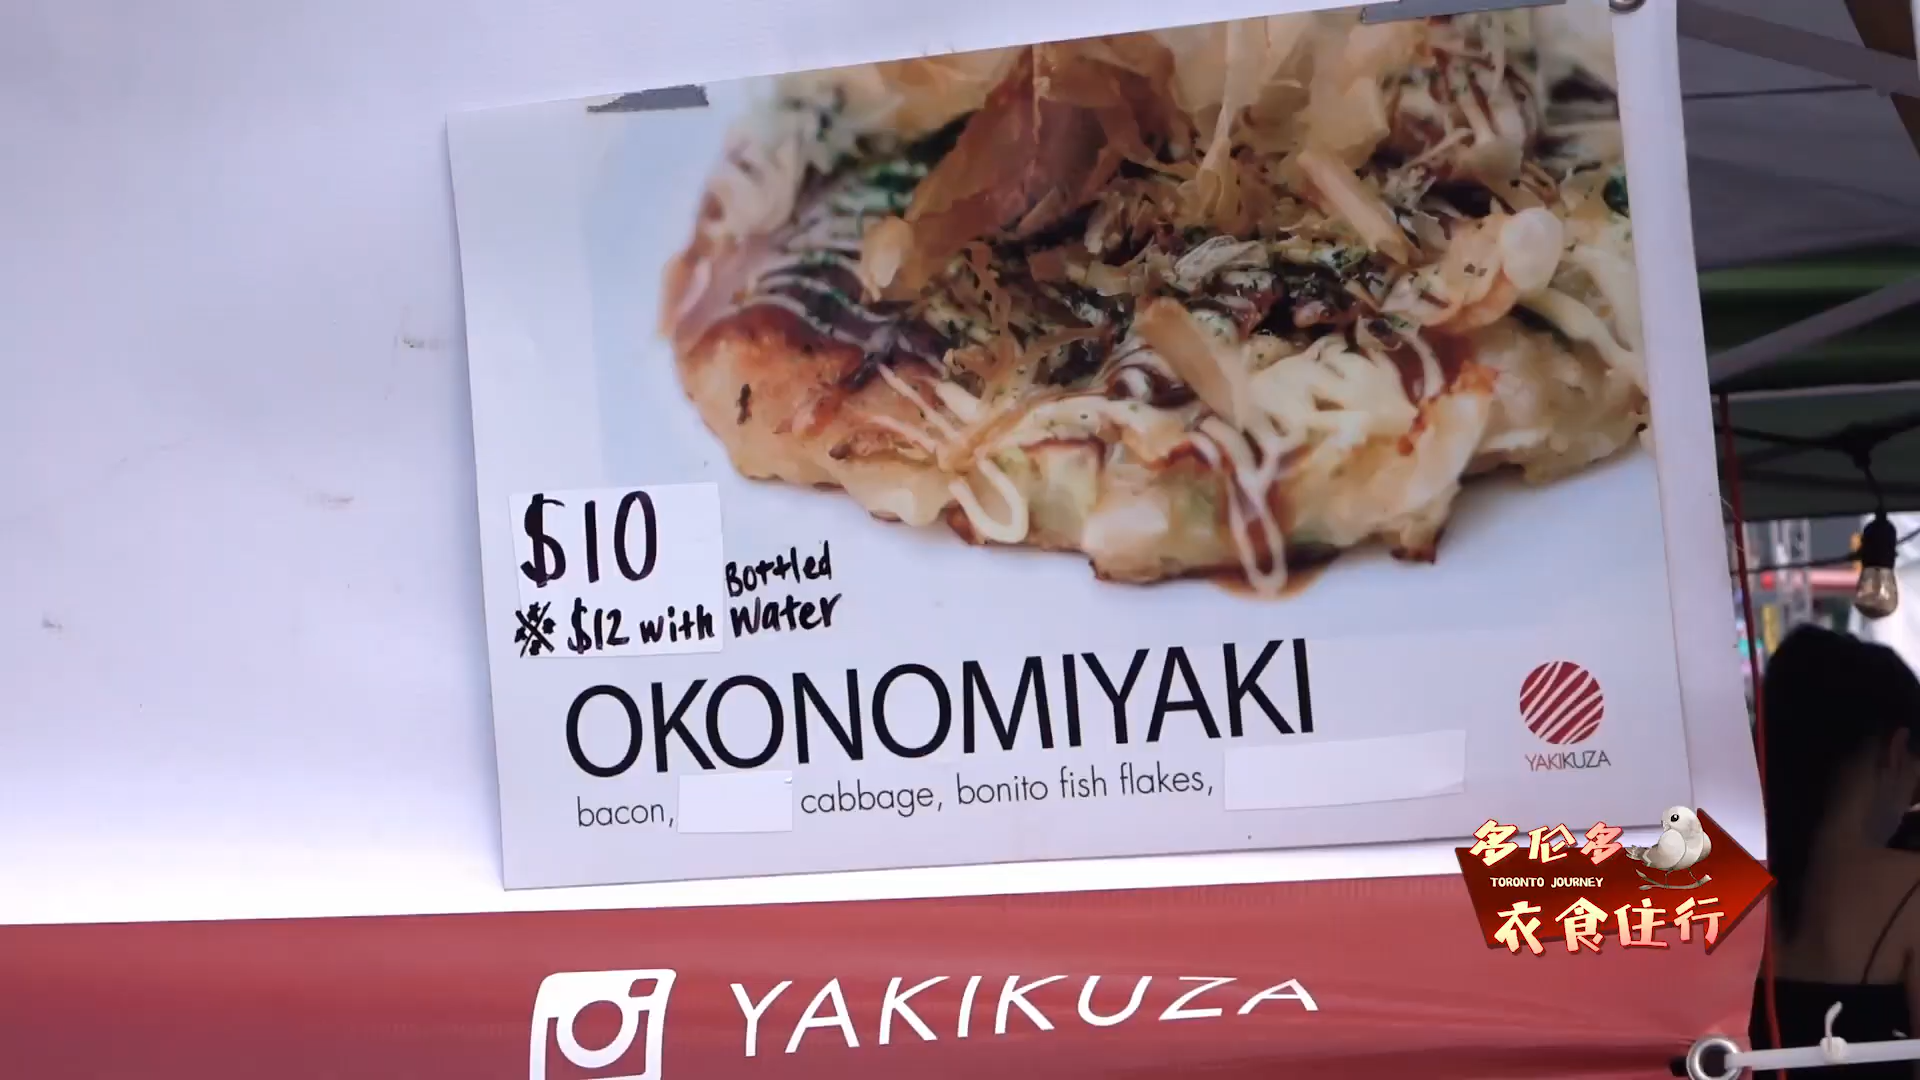 $10
※ $12 with Bottled Water
OKONOMIYAKI
bacon, cabbage, bonito fish flakes,
YAKIKUZA
多伦多
TORONTO JOURNEY
衣食住行
YAKIKUZA